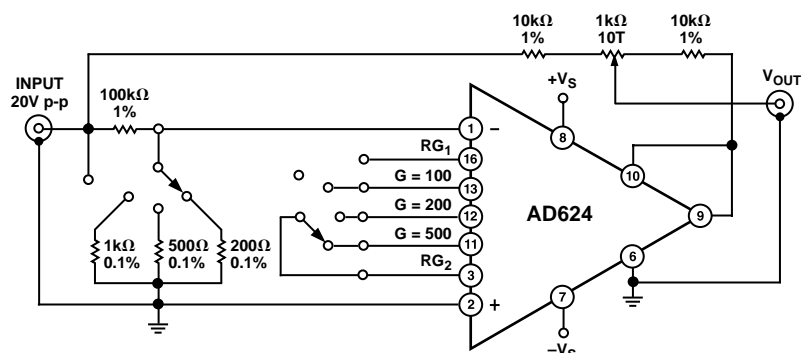 INPUT
20V p-p
100kΩ
1%
10kΩ
1%
1kΩ
10T
10kΩ
1%
VOUT
+VS
RG1
G = 100
G = 200
G = 500
RG2
1
16
13
12
11
3
2
–
+
8
10
9
6
7
AD624
1kΩ
0.1%
500Ω
0.1%
200Ω
0.1%
–VS